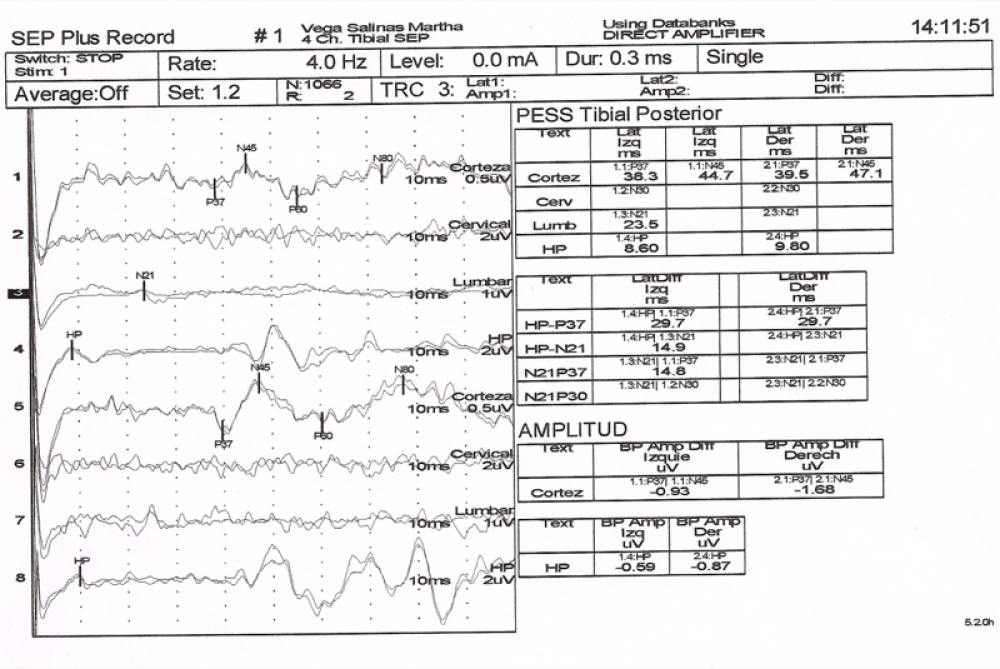 SEP Plus Record # 1 Vega Salinas Martha Using Databanks 14:11:51
4 Ch. Tibial SEP DIRECT AMPLIFIER
Switch: STOP Rate: 4.0 Hz Level: 0.0 mA Dur: 0.3 ms Single
Stim: 1
Average:Off Set: 1.2 N:1066 TRC 3: Lat1: Lat2: Diff:
R: 2 Amp1: Amp2: Diff:
N45
N80
1 Corteza
10ms 0.5uV
P37 P60
2 Cervical
10ms 2uV
N21
3 Lumbar
10ms 1uV
HP
4 HP
10ms 2uV
N45 N80
5 Corteza
10ms 0.5uV
P37 P60
6 Cervical
10ms 2uV
7 Lumbar
10ms 1uV
HP
8 HP
10ms 2uV
PESS Tibial Posterior
Text Lat Izq ms Lat Izq ms Lat Der ms Lat Der ms
1.1:P37 1.1:N45 2.1:P37 2.1:N45
Cortez 38.3 44.7 39.5 47.1
1.2:N30 2.2:N30
Cerv
1.3:N21 2.3:N21
Lumb 23.5
1.4:HP 2.4:HP
HP 8.60 9.80
Text LatDiff Izq ms LatDiff Der ms
1.4:HP| 1.1:P37 2.4:HP| 2.1:P37
HP-P37 29.7 29.7
1.4:HP| 1.3:N21 2.4:HP| 2.3:N21
HP-N21 14.9
1.3:N21| 1.1:P37 2.3:N21| 2.1:P37
N21P37 14.8
1.3:N21| 1.2:N30 2.3:N21| 2.2:N30
N21P30
AMPLITUD
Text BP Amp Diff Izquie uV BP Amp Diff Derech uV
1.1:P37| 1.1:N45 2.1:P37| 2.1:N45
Cortez -0.93 -1.68
Text BP Amp Izq uV BP Amp Der uV
1.4:HP 2.4:HP
HP -0.59 -0.87
5.2.0h